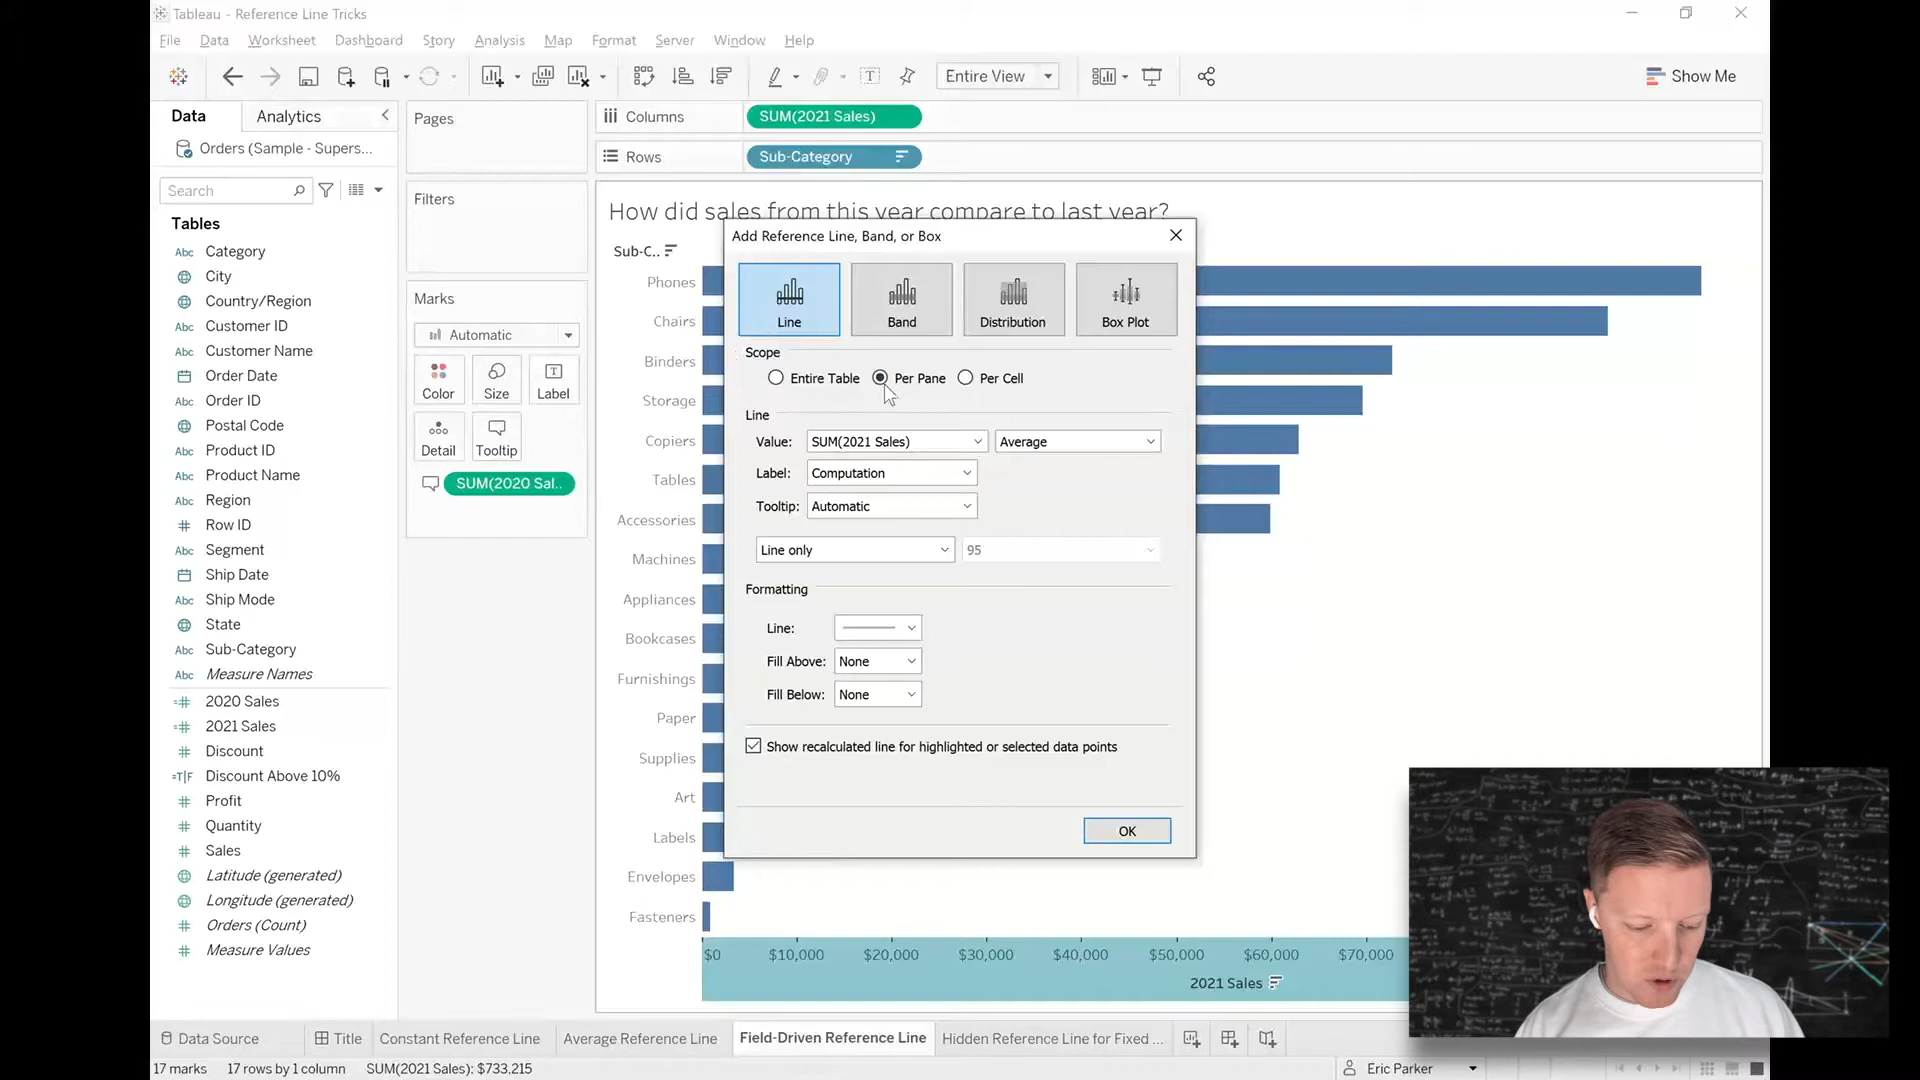 Tableau - Reference Line Tricks
File Data Worksheet Dashboard Story Analysis Map Format Server Window Help
Entire View
Show Me
Data Analytics
Orders (Sample - Supers...
Search
Tables
Abc Category
City
Country/Region
Abc Customer ID
Abc Customer Name
Order Date
Abc Order ID
Postal Code
Abc Product ID
Abc Product Name
Abc Region
# Row ID
Abc Segment
Ship Date
Abc Ship Mode
State
Abc Sub-Category
Abc Measure Names
=# 2020 Sales
=# 2021 Sales
# Discount
=T|F Discount Above 10%
# Profit
# Quantity
# Sales
Latitude (generated)
Longitude (generated)
# Orders (Count)
# Measure Values
Pages
Filters
Marks
Automatic
Color Size Label
Detail Tooltip
SUM(2020 Sal..
Columns SUM(2021 Sales)
Rows Sub-Category
How did sales from this year compare to last year?
Sub-C..
Phones
Chairs
Binders
Storage
Copiers
Tables
Accessories
Machines
Appliances
Bookcases
Furnishings
Paper
Supplies
Art
Labels
Envelopes
Fasteners
$0 $10,000 $20,000 $30,000 $40,000 $50,000 $60,000 $70,000
2021 Sales
Add Reference Line, Band, or Box
Line Band Distribution Box Plot
Scope
Entire Table Per Pane Per Cell
Line
Value: SUM(2021 Sales) Average
Label: Computation
Tooltip: Automatic
Line only 95
Formatting
Line:
Fill Above: None
Fill Below: None
Show recalculated line for highlighted or selected data points
OK
Data Source Title Constant Reference Line Average Reference Line Field-Driven Reference Line Hidden Reference Line for Fixed ...
17 marks 17 rows by 1 column SUM(2021 Sales): $733,215 Eric Parker